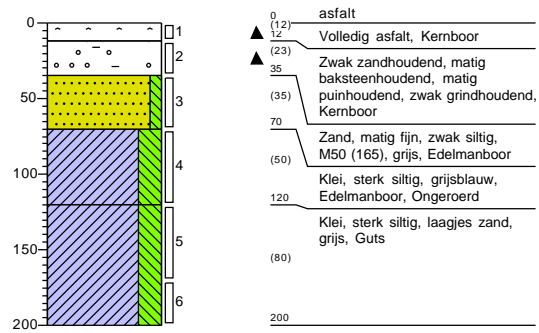 0
50
100
150
200
1
2
3
4
5
6
0 asfalt
(12)
12 Volledig asfalt, Kernboor
(23)
Zwak zandhoudend, matig
35 baksteenhoudend, matig
(35) puinhoudend, zwak grindhoudend,
Kernboor
70
Zand, matig fijn, zwak siltig,
(50) M50 (165), grijs, Edelmanboor
Klei, sterk siltig, grijsblauw,
120 Edelmanboor, Ongeroerd
Klei, sterk siltig, laagjes zand,
grijs, Guts
(80)
200